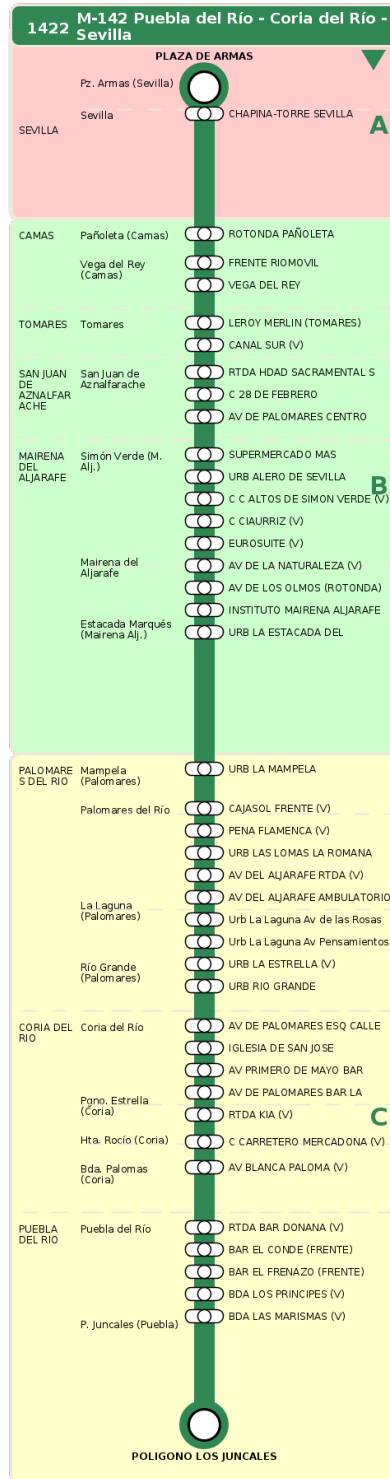 1422 M-142 Puebla del Río - Coria del Río -
Sevilla
PLAZA DE ARMAS
Pz. Armas (Sevilla)
Sevilla
CHAPINA-TORRE SEVILLA
SEVILLA
A
CAMAS
Pañoleta (Camas)
ROTONDA PAÑOLETA
Vega del Rey
(Camas)
FRENTE RIOMOVIL
VEGA DEL REY
TOMARES
Tomares
LEROY MERLIN (TOMARES)
CANAL SUR (V)
SAN JUAN
DE
AZNALFAR
ACHE
San Juan de
Aznalfarache
RTDA HDAD SACRAMENTAL S
C 28 DE FEBRERO
AV DE PALOMARES CENTRO
MAIRENA
DEL
ALJARAFE
Simón Verde (M.
Alj.)
SUPERMERCADO MAS
URB ALERO DE SEVILLA
B
C C ALTOS DE SIMON VERDE (V)
C CIAURRIZ (V)
EUROSUITE (V)
Mairena del
Aljarafe
AV DE LA NATURALEZA (V)
AV DE LOS OLMOS (ROTONDA)
INSTITUTO MAIRENA ALJARAFE
Estacada Marqués
(Mairena Alj.)
URB LA ESTACADA DEL
PALOMARE
S DEL RIO
Mampela
(Palomares)
URB LA MAMPELA
Palomares del Río
CAJASOL FRENTE (V)
PENA FLAMENCA (V)
URB LAS LOMAS LA ROMANA
AV DEL ALJARAFE RTDA (V)
AV DEL ALJARAFE AMBULATORIO
La Laguna
(Palomares)
Urb La Laguna Av de las Rosas
Urb La Laguna Av Pensamientos
Río Grande
(Palomares)
URB LA ESTRELLA (V)
URB RIO GRANDE
CORIA DEL
RIO
Coria del Río
AV DE PALOMARES ESQ CALLE
IGLESIA DE SAN JOSE
AV PRIMERO DE MAYO BAR
AV DE PALOMARES BAR LA
Pgno. Estrella
(Coria)
RTDA KIA (V)
C
Hta. Rocío (Coria)
C CARRETERO MERCADONA (V)
Bda. Palomas
(Coria)
AV BLANCA PALOMA (V)
PUEBLA
DEL RIO
Puebla del Río
RTDA BAR DONANA (V)
BAR EL CONDE (FRENTE)
BAR EL FRENAZO (FRENTE)
BDA LOS PRINCIPES (V)
BDA LAS MARISMAS (V)
P. Juncales (Puebla)
POLIGONO LOS JUNCALES